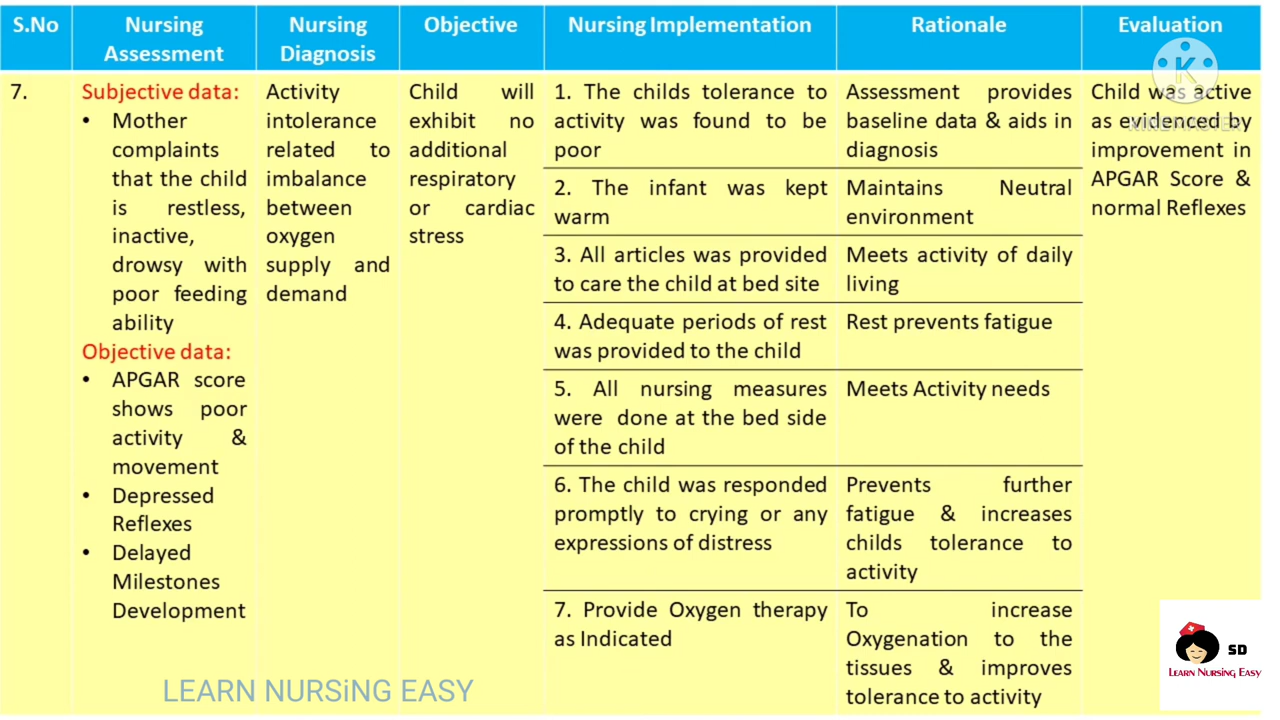 S.No
Nursing
Assessment
Nursing
Diagnosis
Objective
Nursing Implementation
Rationale
Evaluation
7.
Subjective data:
• Mother
complaints
that the child
is restless,
inactive,
drowsy with
poor feeding
ability
Objective data:
• APGAR score
shows poor
activity &
movement
• Depressed
Reflexes
• Delayed
Milestones
Development
Activity
intolerance
related to
imbalance
between
oxygen
supply and
demand
Child will
exhibit no
additional
respiratory
or cardiac
stress
1. The childs tolerance to
activity was found to be
poor
Assessment provides
baseline data & aids in
diagnosis
2. The infant was kept
warm
Maintains Neutral
environment
3. All articles was provided
to care the child at bed site
Meets activity of daily
living
4. Adequate periods of rest
was provided to the child
Rest prevents fatigue
5. All nursing measures
were done at the bed side
of the child
Meets Activity needs
6. The child was responded
promptly to crying or any
expressions of distress
Prevents further
fatigue & increases
childs tolerance to
activity
7. Provide Oxygen therapy
as Indicated
To increase
Oxygenation to the
tissues & improves
tolerance to activity
Child was active
as evidenced by
improvement in
APGAR Score &
normal Reflexes
K
KINEMASTER
LEARN NURSiNG EASY
SD
LEARN NURSING EASY